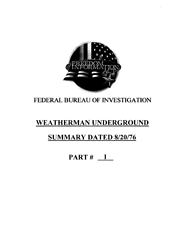 FREEDOM
INFORMATION
FEDERAL BUREAU OF INVESTIGATION
WEATHERMAN UNDERGROUND
SUMMARY DATED 8/20/76
PART # 1